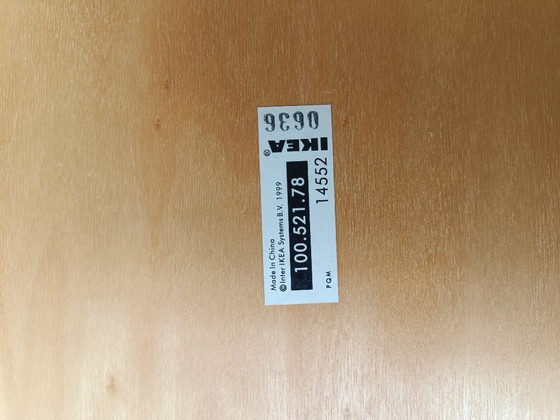 0636
IKEA®
Made in China
© Inter IKEA Systems B.V. 1999
100.521.78
14552
PQM